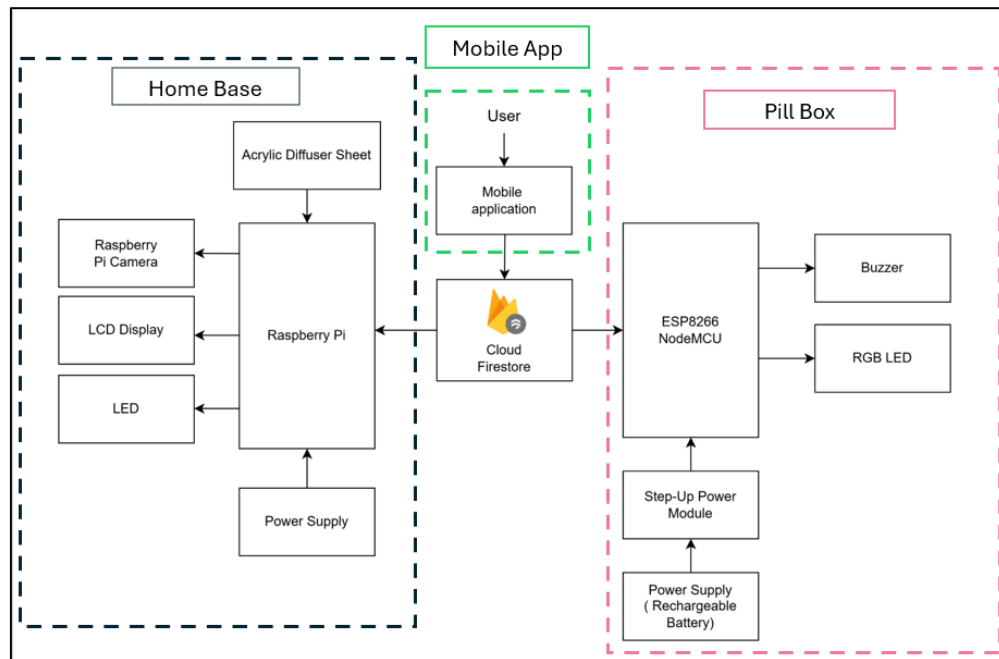 Mobile App
Home Base
Pill Box
User
Acrylic Diffuser Sheet
Mobile
application
Raspberry
Pi Camera
LCD Display
LED
Raspberry Pi
Power Supply
Cloud
Firestore
ESP8266
NodeMCU
Buzzer
RGB LED
Step-Up Power
Module
Power Supply
( Rechargeable
Battery)